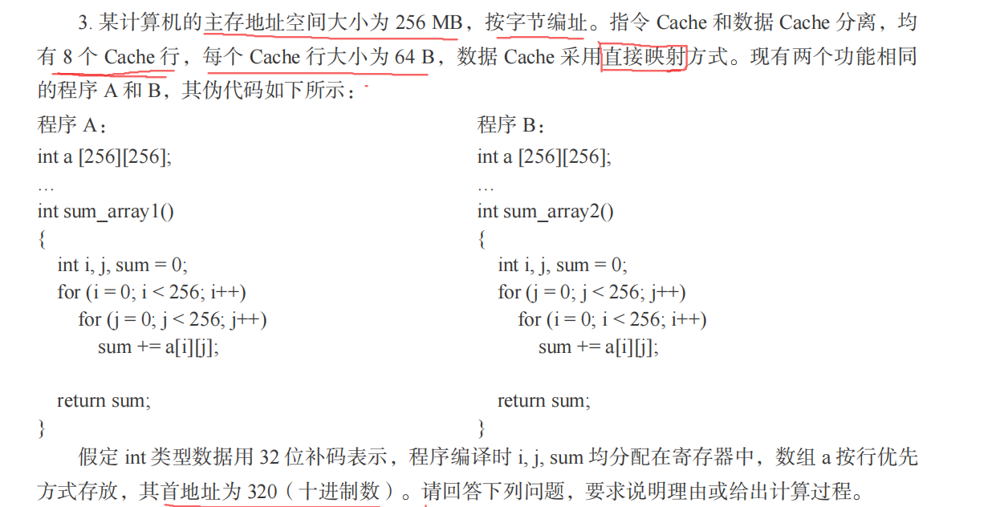 3. 某计算机的主存地址空间大小为 256 MB，按字节编址。指令 Cache 和数据 Cache 分离，均
有 8 个 Cache 行，每个 Cache 行大小为 64 B，数据 Cache 采用直接映射方式。现有两个功能相同
的程序 A 和 B，其伪代码如下所示：
程序 A： 程序 B：
int a [256][256]; int a [256][256];
… …
int sum_array1() int sum_array2()
{ {
int i, j, sum = 0; int i, j, sum = 0;
for (i = 0; i < 256; i++) for (j = 0; j < 256; j++)
for (j = 0; j < 256; j++) for (i = 0; i < 256; i++)
sum += a[i][j]; sum += a[i][j];
return sum; return sum;
} }
假定 int 类型数据用 32 位补码表示，程序编译时 i, j, sum 均分配在寄存器中，数组 a 按行优先
方式存放，其首地址为 320（十进制数）。请回答下列问题，要求说明理由或给出计算过程。